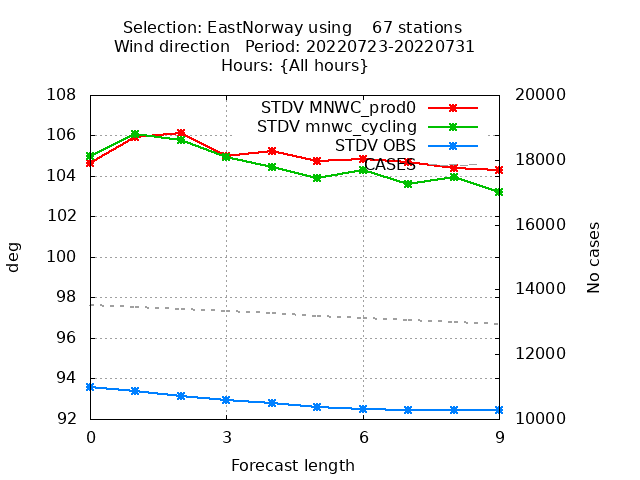 Selection: EastNorway using    67 stations
Wind direction   Period: 20220723-20220731
Hours: {All hours}
108
106
104
102
100
98
96
94
92
deg
STDV MNWC_prod0
STDV mnwc_cycling
STDV OBS
CASES
20000
18000
16000
14000
12000
10000
No cases
0 3 6 9
Forecast length